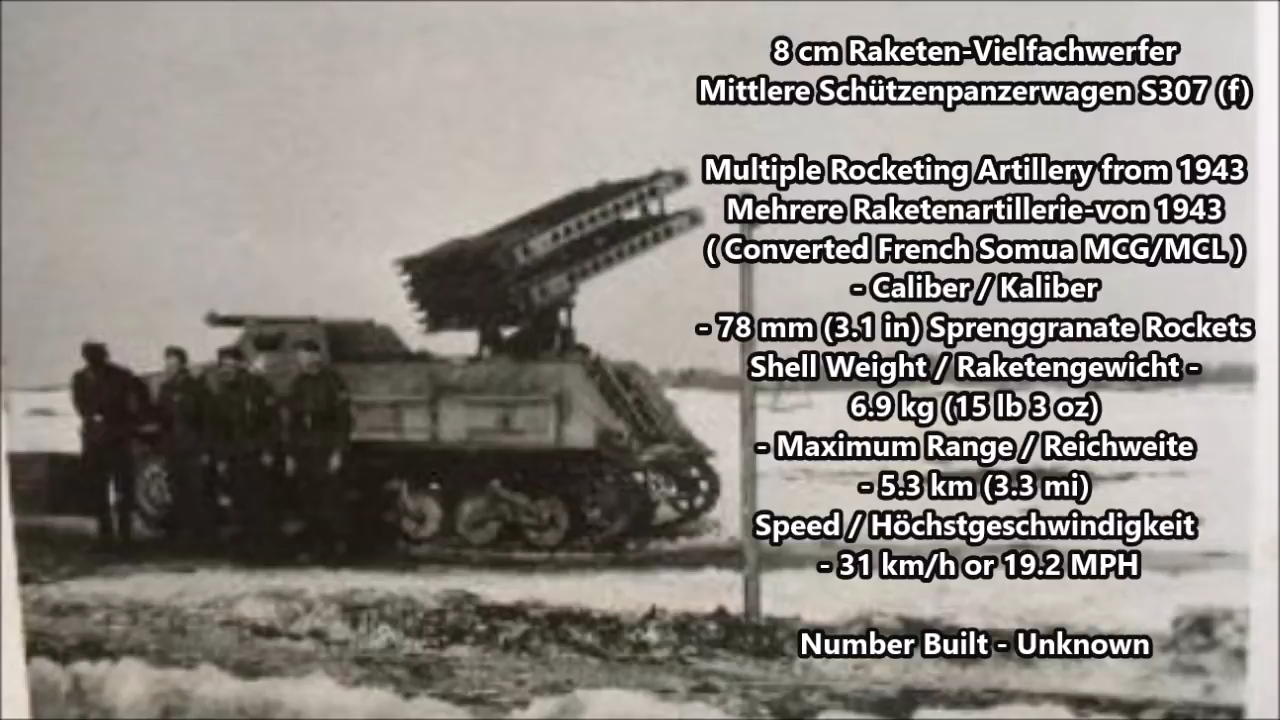 8 cm Raketen-Vielfachwerfer
Mittlere Schützenpanzerwagen S307 (f)
Multiple Rocketing Artillery from 1943
Mehrere Raketenartillerie-von 1943
( Converted French Somua MCG/MCL )
- Caliber / Kaliber
- 78 mm (3.1 in) Sprenggranate Rockets
Shell Weight / Raketengewicht -
6.9 kg (15 lb 3 oz)
- Maximum Range / Reichweite
- 5.3 km (3.3 mi)
Speed / Höchstgeschwindigkeit
- 31 km/h or 19.2 MPH
Number Built - Unknown